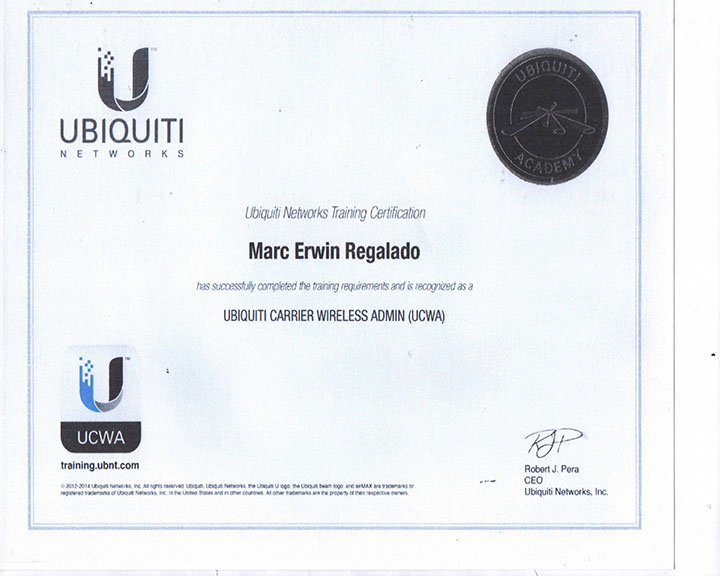 UBIQUITI
NETWORKS
UBIQUITI
ACADEMY
Ubiquiti Networks Training Certification
Marc Erwin Regalado
has successfully completed the training requirements and is recognized as a
UBIQUITI CARRIER WIRELESS ADMIN (UCWA)
TM
UCWA
training.ubnt.com
© 2012-2014 Ubiquiti Networks, Inc. All rights reserved. Ubiquiti, Ubiquiti Networks, the Ubiquiti U logo, the Ubiquiti beam logo, and airMAX are trademarks or
registered trademarks of Ubiquiti Networks, Inc. in the United States and in other countries. All other trademarks are the property of their respective owners.
RJP
Robert J. Pera
CEO
Ubiquiti Networks, Inc.